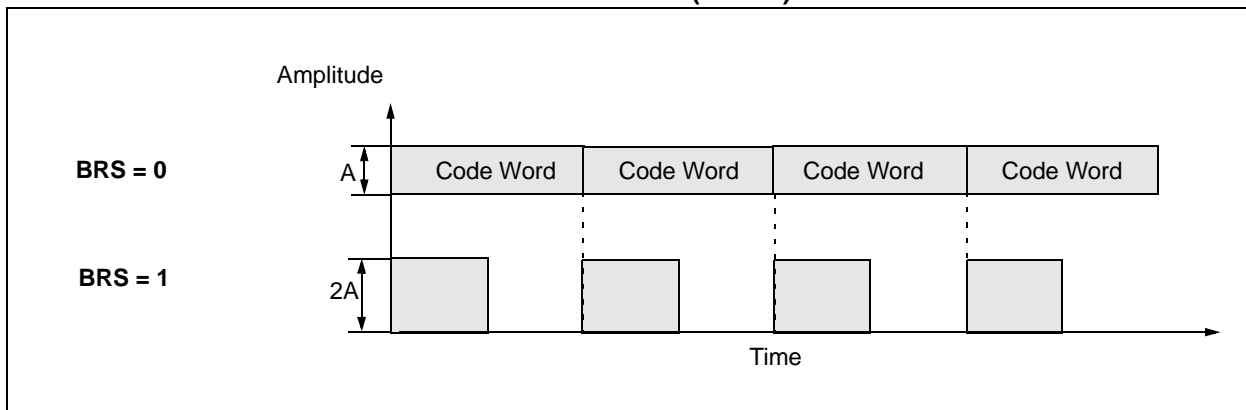 Amplitude
BRS = 0
A
Code Word
Code Word
Code Word
Code Word
BRS = 1
2A
Time